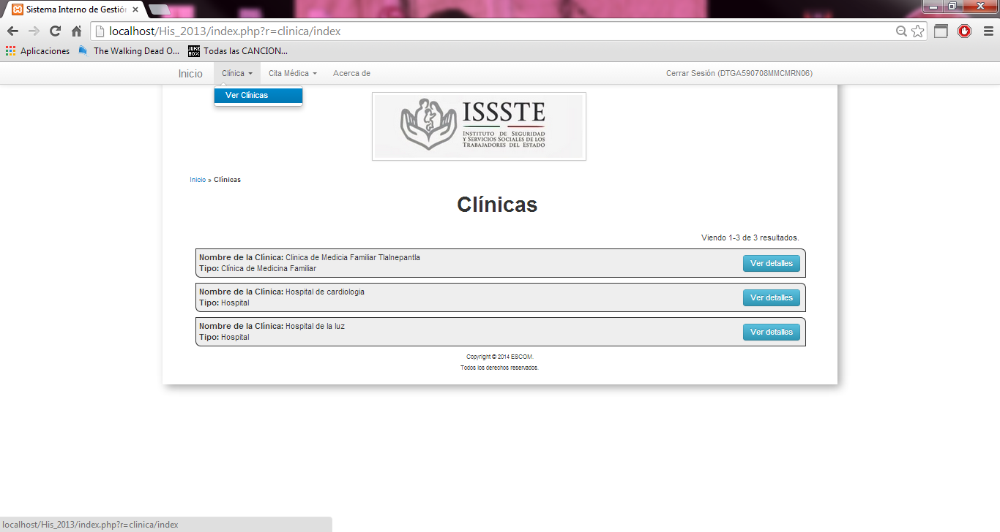 Sistema Interno de Gestión
localhost/His_2013/index.php?r=clinica/index
Aplicaciones The Walking Dead O... JUKE BOX Todas las CANCION...
Inicio Clínica Cita Médica Acerca de Cerrar Sesión (DTGA590708MMCMRN06)
Ver Clínicas
ISSSTE
INSTITUTO DE SEGURIDAD
Y SERVICIOS SOCIALES DE LOS
TRABAJADORES DEL ESTADO
Inicio » Clínicas
Clínicas
Viendo 1-3 de 3 resultados.
Nombre de la Clínica: Clinica de Medicia Familiar Tlalnepantla
Tipo: Clínica de Medicina Familiar
Ver detalles
Nombre de la Clínica: Hospital de cardiologia
Tipo: Hospital
Ver detalles
Nombre de la Clínica: Hospital de la luz
Tipo: Hospital
Ver detalles
Copyright © 2014 ESCOM.
Todos los derechos reservados.
localhost/His_2013/index.php?r=clinica/index